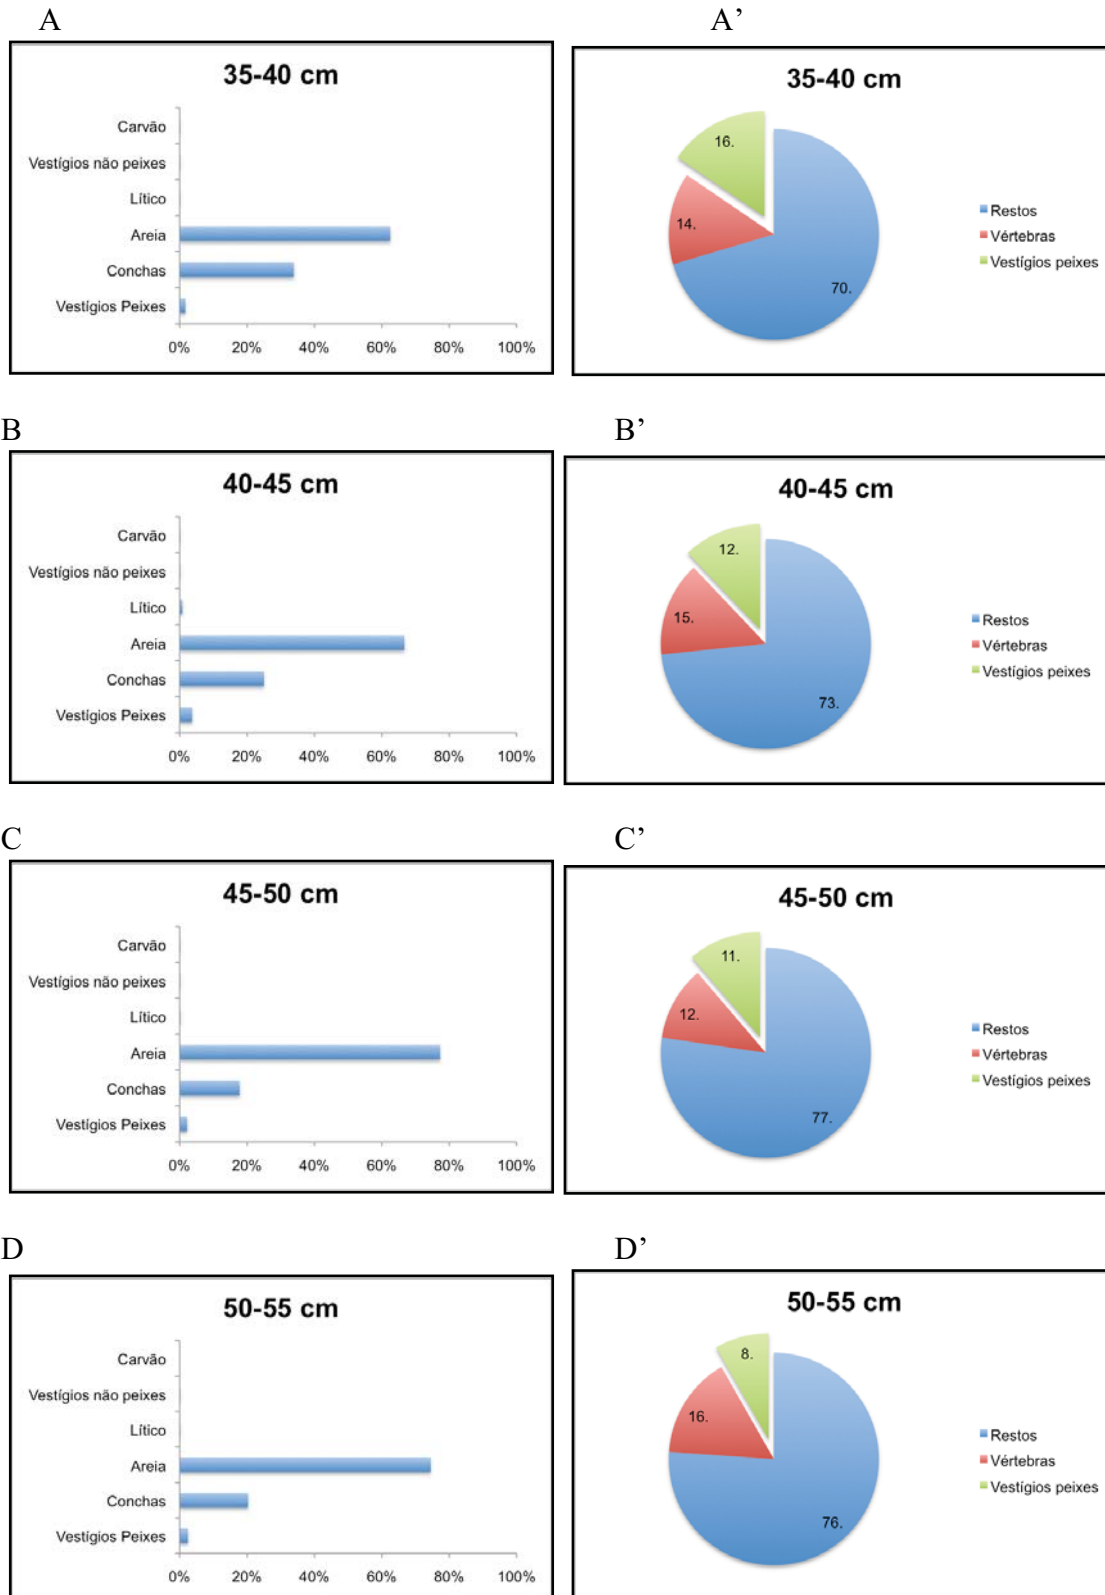 A
A’
35-40 cm
Carvão
Vestígios não peixes
Lítico
Areia
Conchas
Vestígios Peixes
0% 20% 40% 60% 80% 100%
35-40 cm
16.
14.
70.
Restos
Vértebras
Vestígios peixes
B
B’
40-45 cm
Carvão
Vestígios não peixes
Lítico
Areia
Conchas
Vestígios Peixes
0% 20% 40% 60% 80% 100%
40-45 cm
12.
15.
73.
Restos
Vértebras
Vestígios peixes
C
C’
45-50 cm
Carvão
Vestígios não peixes
Lítico
Areia
Conchas
Vestígios Peixes
0% 20% 40% 60% 80% 100%
45-50 cm
11.
12.
77.
Restos
Vértebras
Vestígios peixes
D
D’
50-55 cm
Carvão
Vestígios não peixes
Lítico
Areia
Conchas
Vestígios Peixes
0% 20% 40% 60% 80% 100%
50-55 cm
8.
16.
76.
Restos
Vértebras
Vestígios peixes